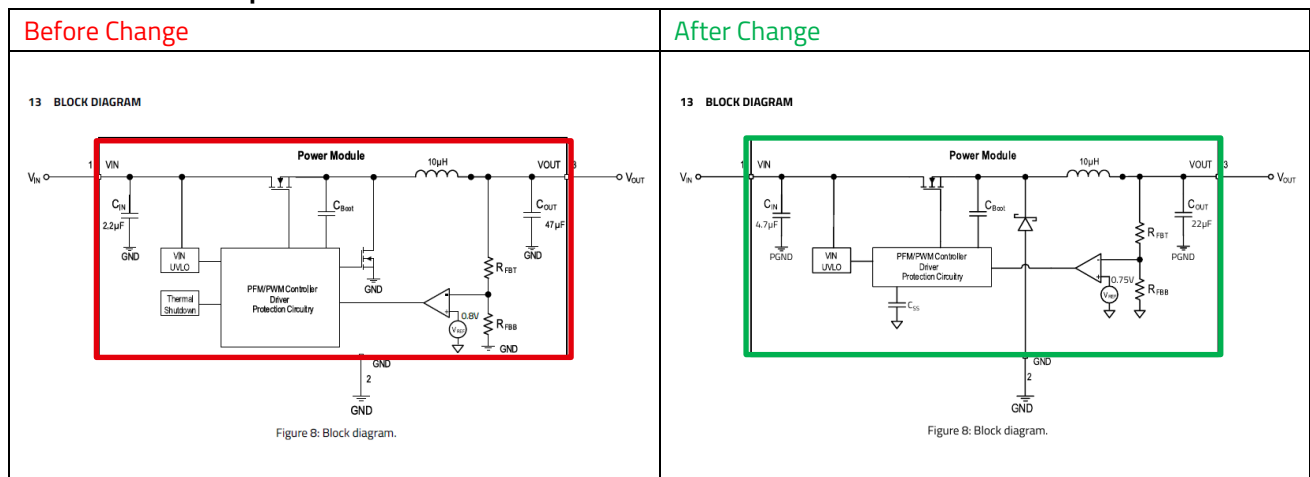 Before Change
After Change
13 BLOCK DIAGRAM
Power Module
1
VIN
10µH
VOUT
3
VIN
VOUT
CIN
2.2µF
GND
CBoot
COUT
47µF
GND
VIN
UVLO
Thermal
Shutdown
PFM/PWM Controller
Driver
Protection Circuitry
GND
RFBT
0.8V
VREF
RFBB
GND
GND
2
GND
Figure 8: Block diagram.
13 BLOCK DIAGRAM
Power Module
1
VIN
10µH
VOUT
3
VIN
VOUT
CIN
4.7µF
PGND
CBoot
COUT
22µF
PGND
VIN
UVLO
PFM/PWM Controller
Driver
Protection Circuitry
CSS
RFBT
0.75V
VREF
RFBB
GND
2
GND
Figure 8: Block diagram.